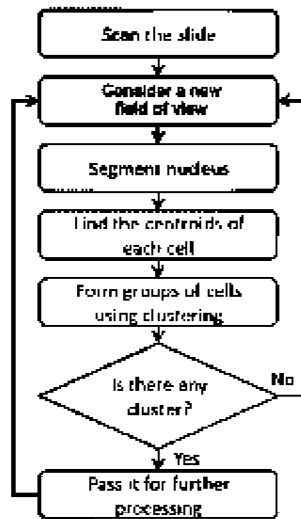 Scan the slide
Consider a new
field of view
Segment nucleus
Find the centroids of
each cell
Form groups of cells
using clustering
Is there any
cluster?
No
Yes
Pass it for further
processing